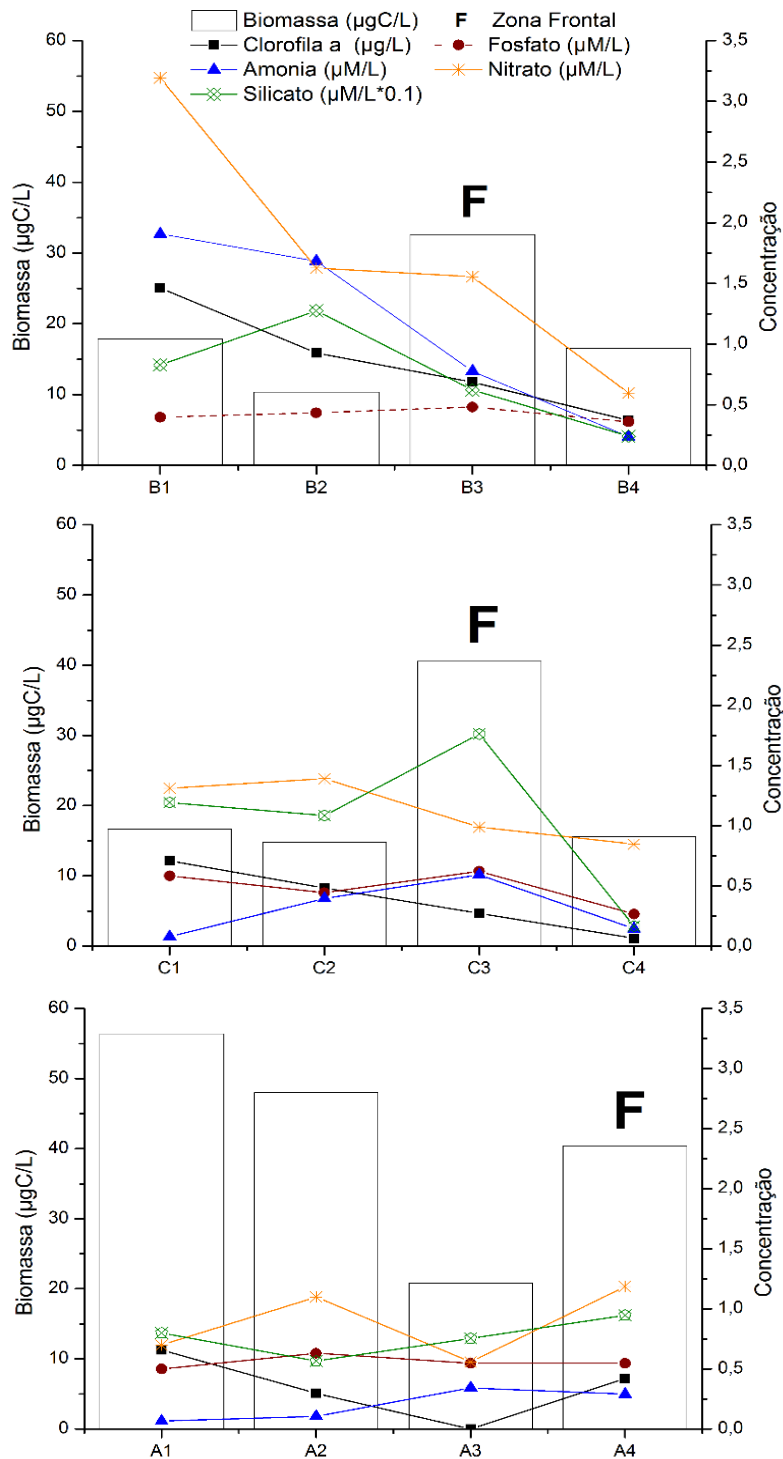 Biomassa (µgC/L) F Zona Frontal
Clorofila a (µg/L) Fosfato (µM/L)
Amonia (µM/L) Nitrato (µM/L)
Silicato (µM/L*0.1)
60 3,5
50 3,0
40 2,5
30 2,0
20 1,5
10 1,0
0 0,5
0,0
Biomassa (µgC/L)
Concentração
F
B1 B2 B3 B4
60 3,5
50 3,0
40 2,5
30 2,0
20 1,5
10 1,0
0 0,5
0,0
Biomassa (µgC/L)
Concentração
F
C1 C2 C3 C4
60 3,5
50 3,0
40 2,5
30 2,0
20 1,5
10 1,0
0 0,5
0,0
Biomassa (µgC/L)
Concentração
F
A1 A2 A3 A4